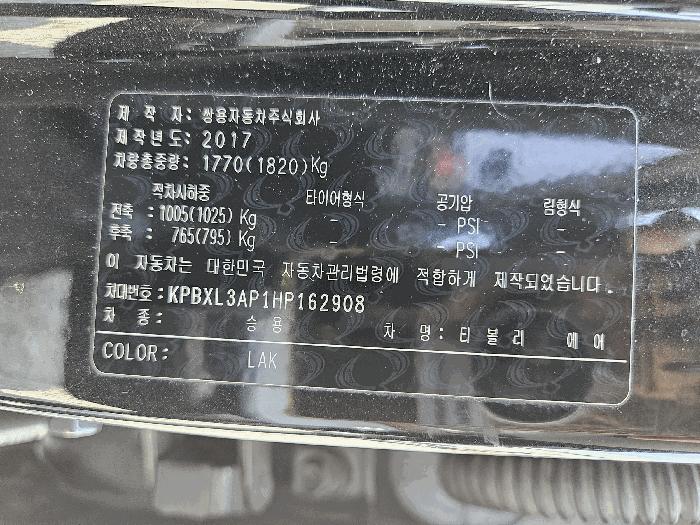 제 작 자: 쌍용자동차주식회사
제작년도: 2017
차량총중량: 1770(1820)Kg
적차시하중 타이어형식 공기압 림형식
전축 : 1005(1025) Kg – – PSI –
후축 : 765(795) Kg – – PSI –
이 자동차는 대한민국 자동차관리법령에 적합하게 제작되었습니다.
차대번호: KPBXL3AP1HP162908
차 종: 승용 차 명: 티 볼 리 에 어
COLOR: LAK